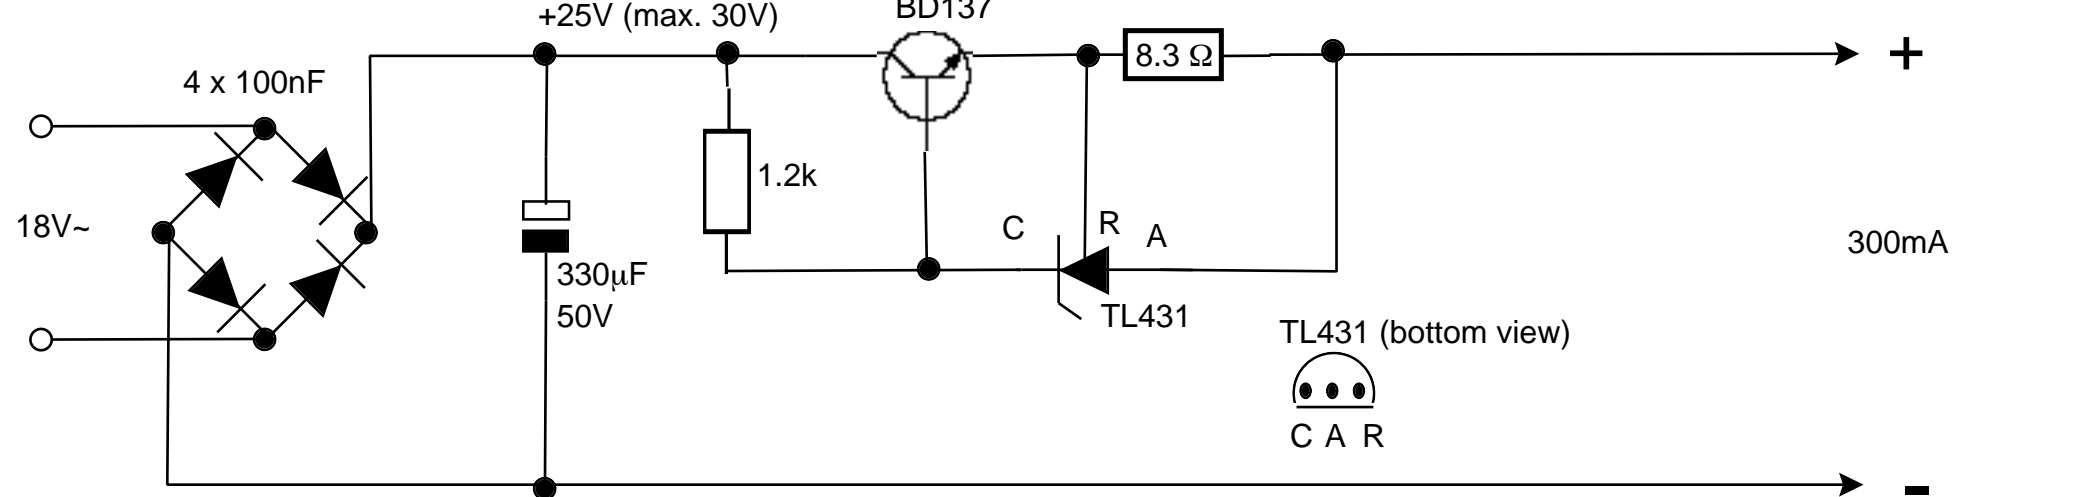 +25V (max. 30V)
BD137
8.3 Ω
+
4 x 100nF
1.2k
18V~
C
R
A
300mA
330µF
50V
TL431
TL431 (bottom view)
C A R
-